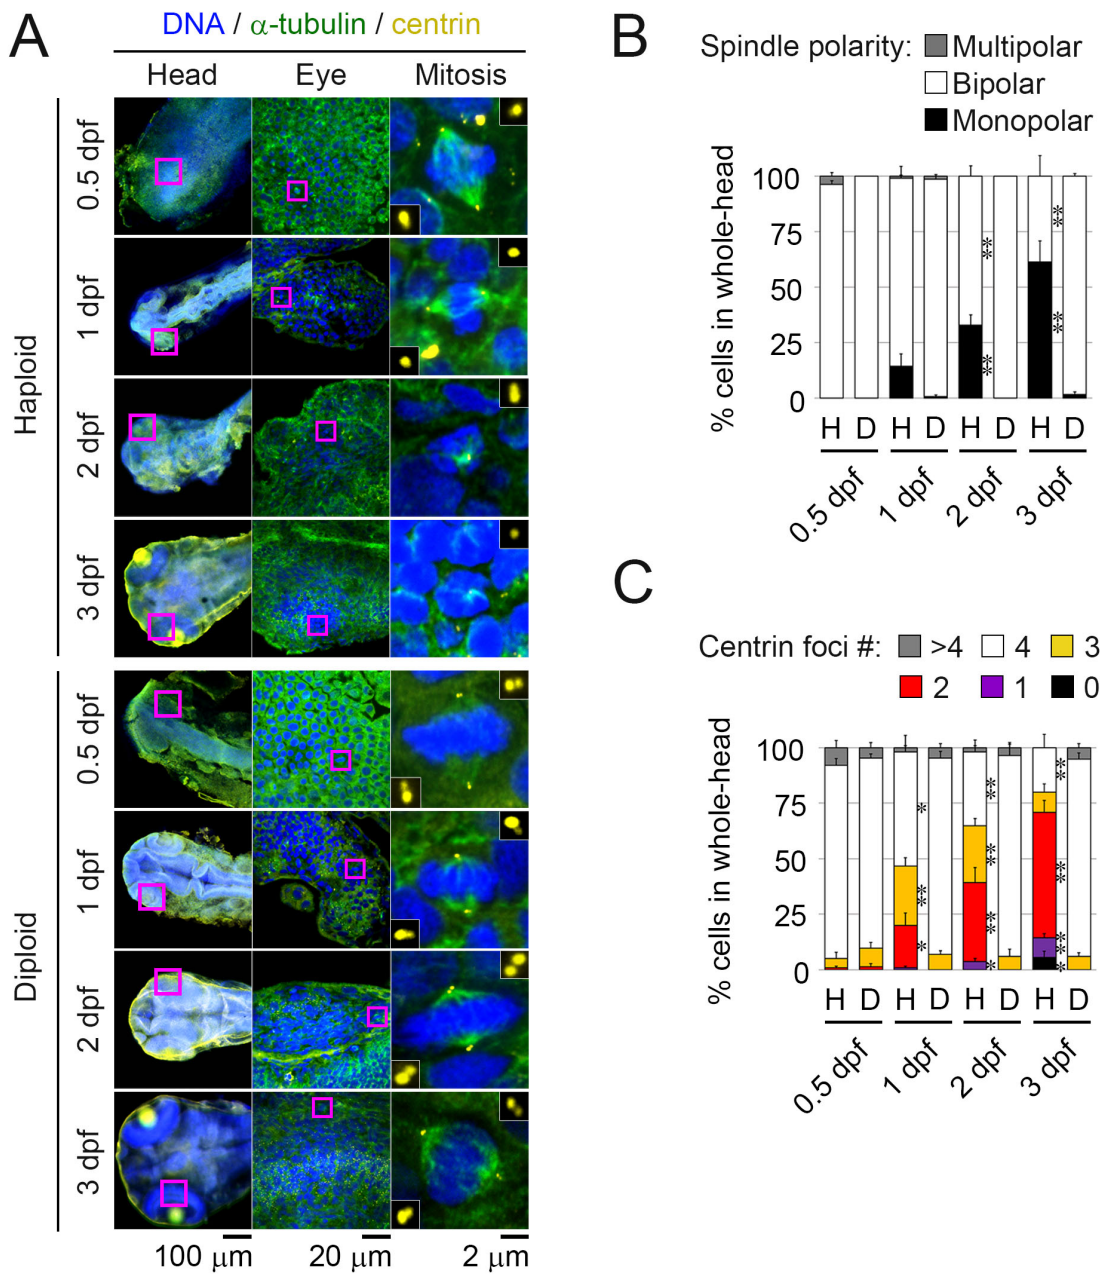 A
DNA / α-tubulin / centrin
Head Eye Mitosis
Haploid
0.5 dpf
1 dpf
2 dpf
3 dpf
Diploid
0.5 dpf
1 dpf
2 dpf
3 dpf
100 μm 20 μm 2 μm
B
Spindle polarity: Multipolar
Bipolar
Monopolar
% cells in whole-head
100
75
50
25
0
** ** ** **
H D H D H D H D
0.5 dpf 1 dpf 2 dpf 3 dpf
C
Centrin foci #: >4 4 3
2 1 0
% cells in whole-head
100
75
50
25
0
* ** * ** ** ** * ** ** ** *
H D H D H D H D
0.5 dpf 1 dpf 2 dpf 3 dpf